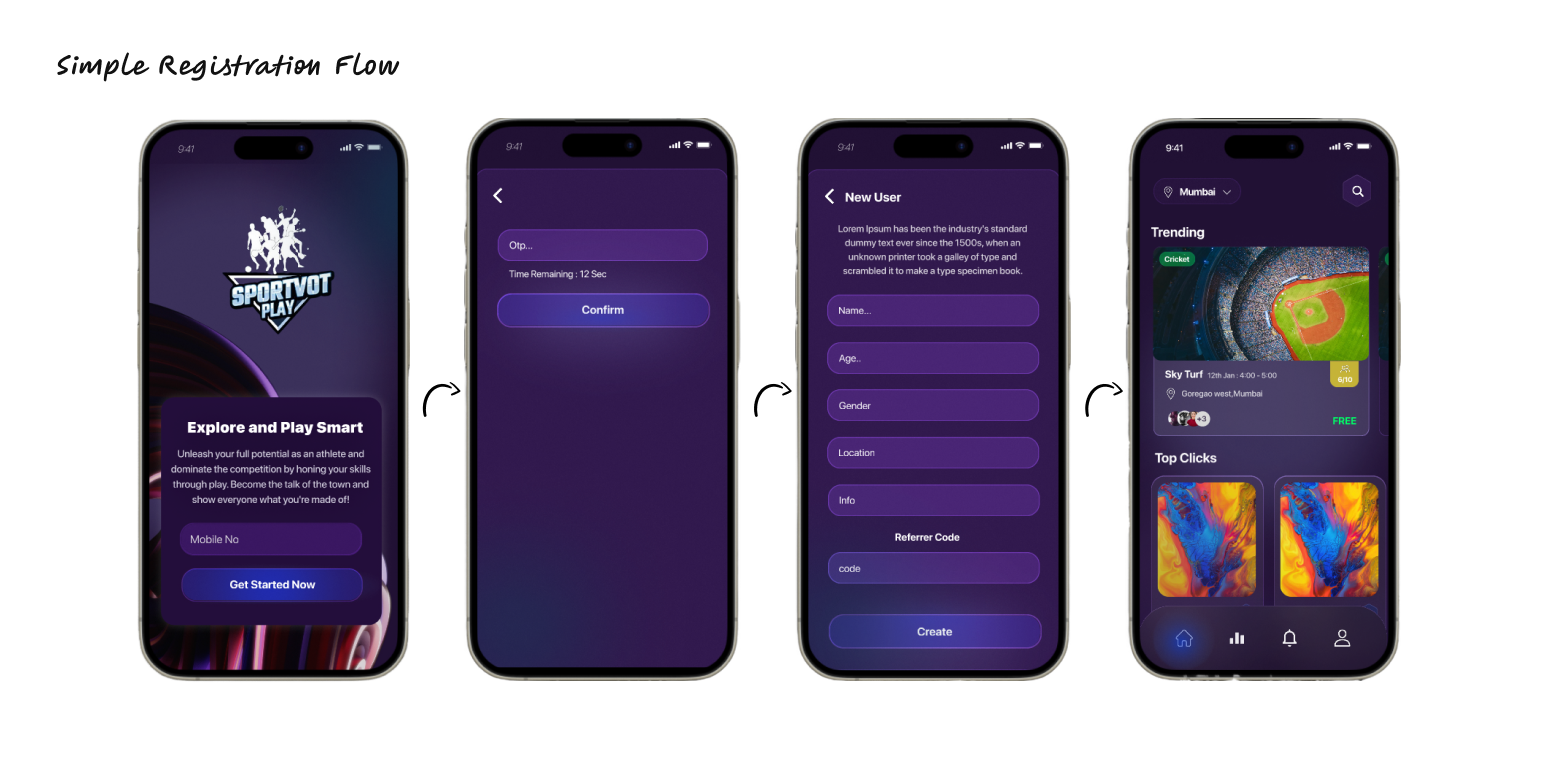 Simple Registration Flow
9:41
SPORTVOT
PLAY
Explore and Play Smart
Unleash your full potential as an athlete and
dominate the competition by honing your skills
through play. Become the talk of the town and
show everyone what you're made of!
Mobile No
Get Started Now
9:41
Otp...
Time Remaining : 12 Sec
Confirm
9:41
New User
Lorem Ipsum has been the industry's standard
dummy text ever since the 1500s, when an
unknown printer took a galley of type and
scrambled it to make a type specimen book.
Name...
Age..
Gender
Location
Info
Referrer Code
code
Create
9:41
Mumbai
Trending
Cricket
Sky Turf 12th Jan : 4:00 - 5:00
6/10
Goregao west,Mumbai
+3
FREE
Top Clicks